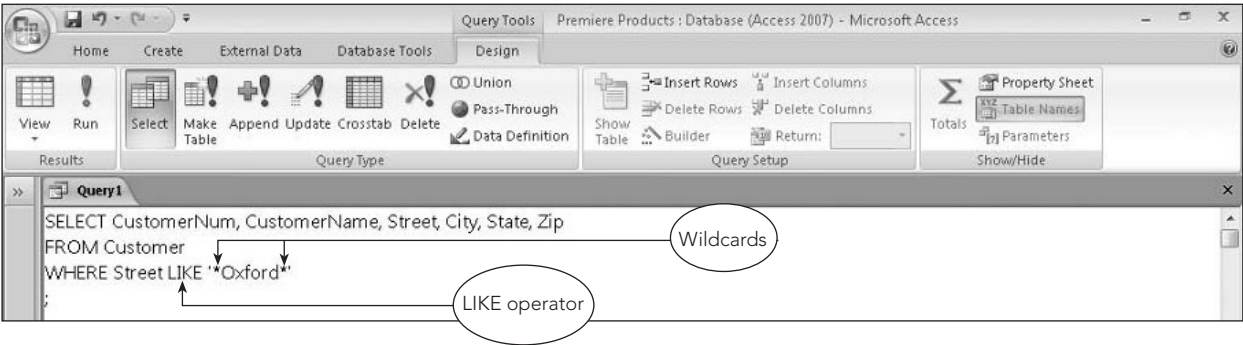 Query Tools Premiere Products : Database (Access 2007) - Microsoft Access
Home Create External Data Database Tools Design
View Run Select Make Table Append Update Crosstab Delete
Union
Pass-Through
Data Definition
Show Table
Insert Rows
Delete Rows
Builder
Insert Columns
Delete Columns
Return:
Totals
Property Sheet
XYZ Table Names
[?] Parameters
Results Query Type Query Setup Show/Hide
» Query1
SELECT CustomerNum, CustomerName, Street, City, State, Zip
FROM Customer
WHERE Street LIKE '*Oxford*'
;
Wildcards
LIKE operator